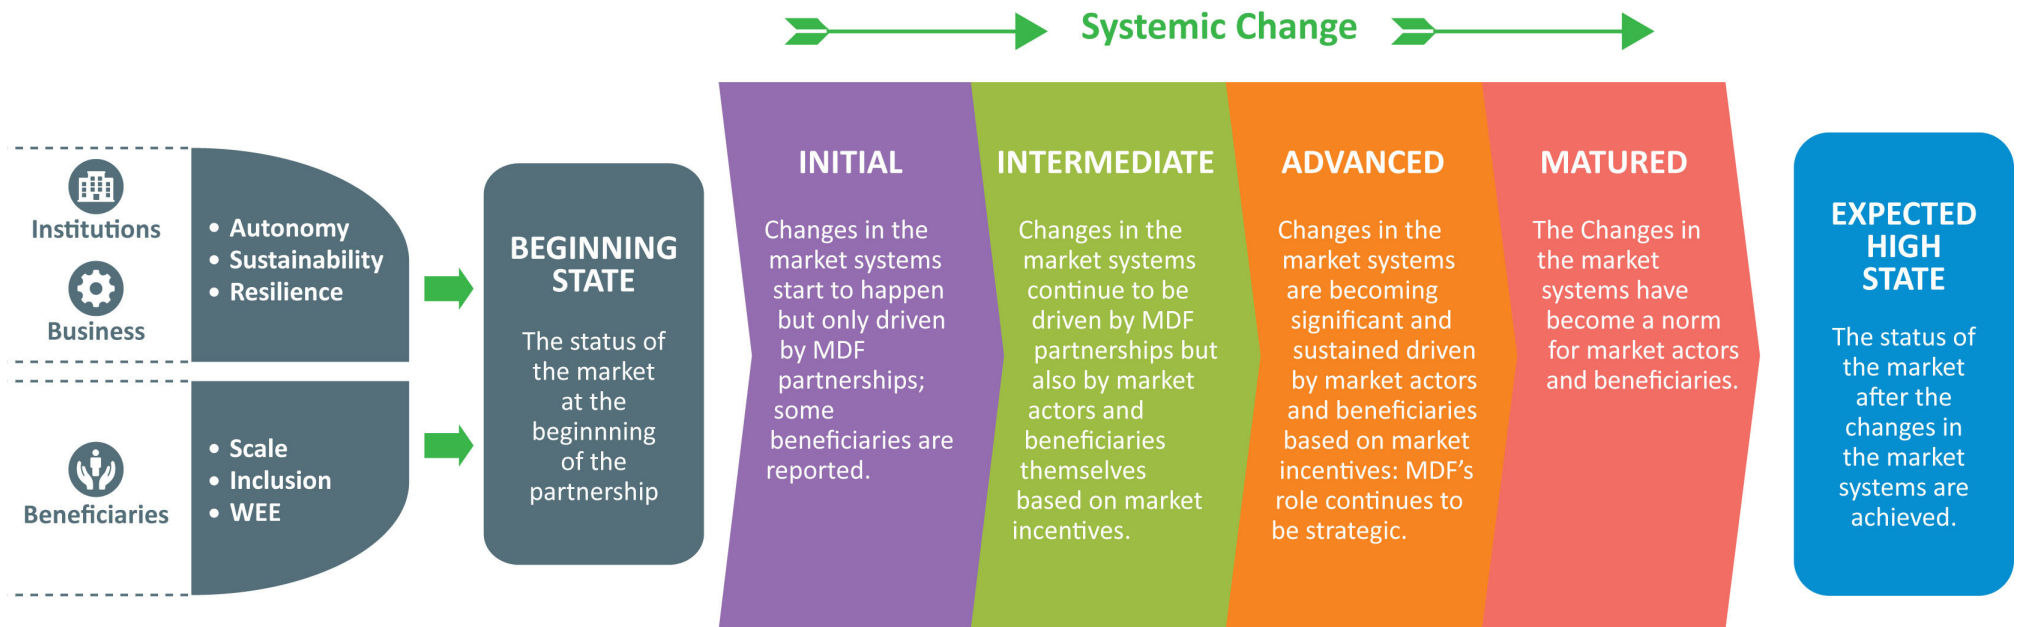 Systemic Change
Institutions
Business
• Autonomy
• Sustainability
• Resilience
Beneficiaries
• Scale
• Inclusion
• WEE
BEGINNING
STATE
The status of
the market
at the
beginnning
of the
partnership
INITIAL
Changes in the
market systems
start to happen
but only driven
by MDF
partnerships;
some
beneficiaries are
reported.
INTERMEDIATE
Changes in the
market systems
continue to be
driven by MDF
partnerships but
also by market
actors and
beneficiaries
themselves
based on market
incentives.
ADVANCED
Changes in the
market systems
are becoming
significant and
sustained driven
by market actors
and beneficiaries
based on market
incentives: MDF’s
role continues to
be strategic.
MATURED
The Changes in
the market
systems have
become a norm
for market actors
and beneficiaries.
EXPECTED
HIGH
STATE
The status of
the market
after the
changes in
the market
systems are
achieved.